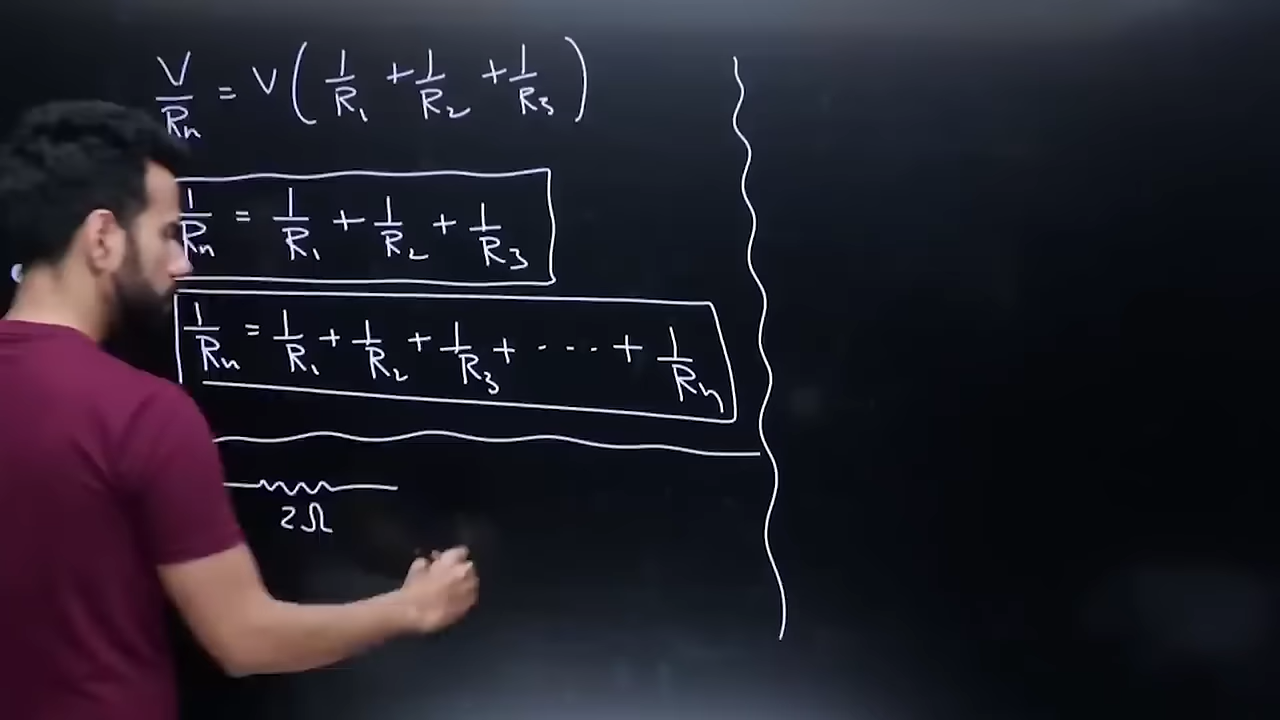 V/Rn = V(1/R₁ + 1/R₂ + 1/R₃)
1/Rn = 1/R₁ + 1/R₂ + 1/R₃
1/Rn = 1/R₁ + 1/R₂ + 1/R₃ + ---... + 1/Rn
2Ω